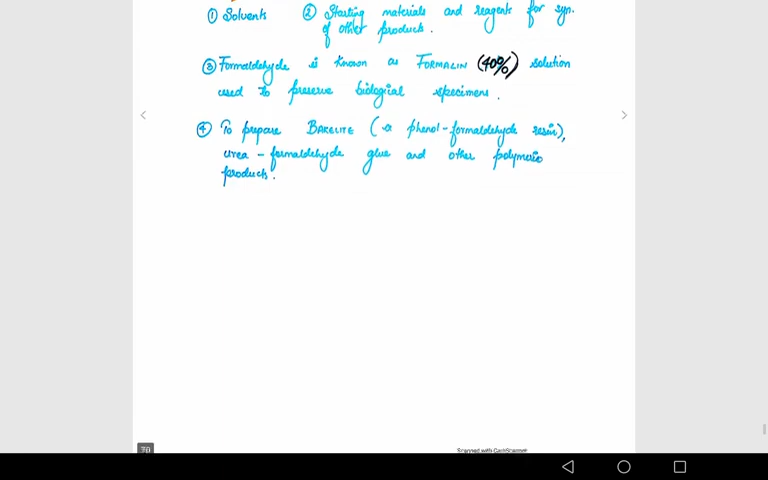 ① Solvents ② Starting materials and reagents for syn.
of other products.
③ Formaldehyde is known as FORMALIN (40%) solution
used to preserve biological specimens.
④ To prepare BAKELITE (a phenol-formaldehyde resin),
urea - formaldehyde glue and other polymeric
products.
70
Scanned with CamScanner